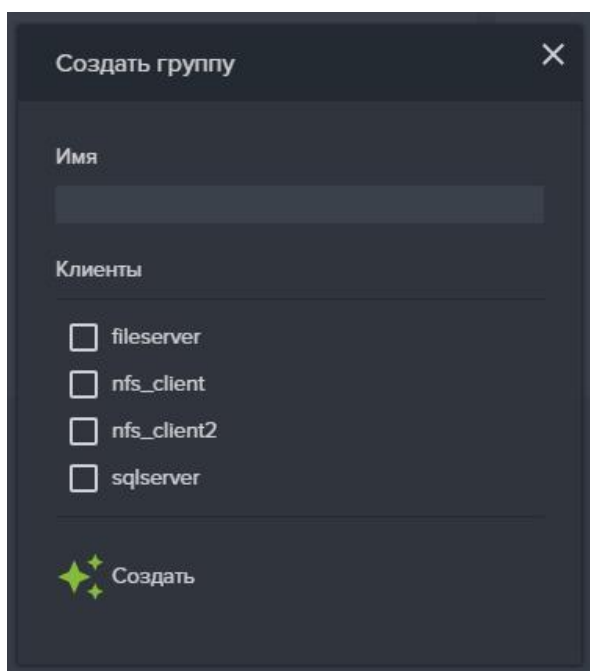 Создать группу
Имя
Клиенты
fileserver
nfs_client
nfs_client2
sqlserver
Создать